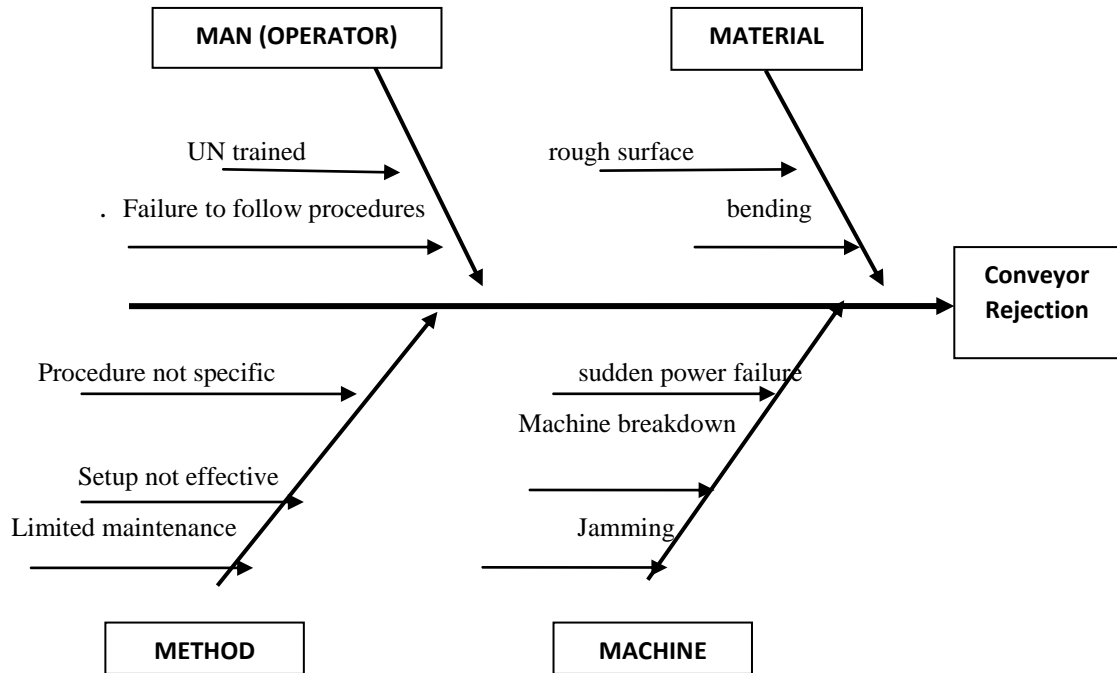 MAN (OPERATOR)
MATERIAL
UN trained
rough surface
. Failure to follow procedures
bending
Conveyor
Rejection
Procedure not specific
sudden power failure
Machine breakdown
Setup not effective
Limited maintenance
Jamming
METHOD
MACHINE